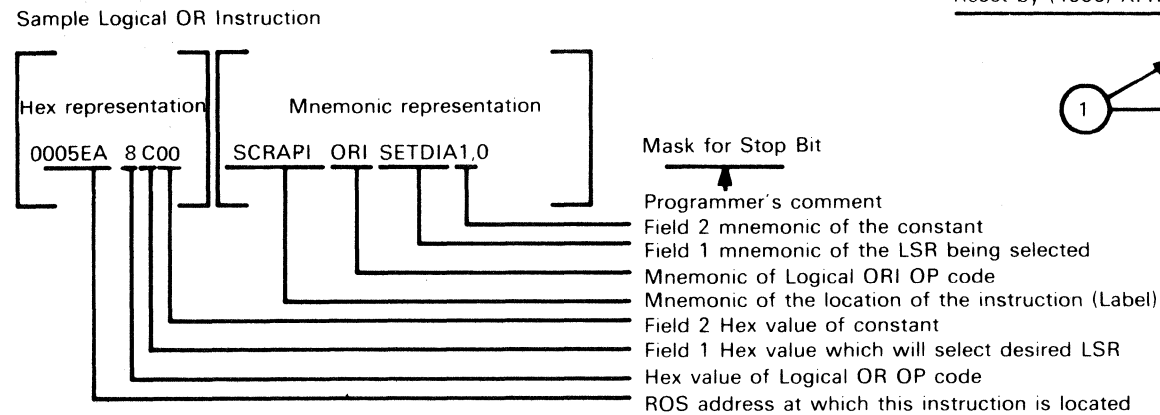 Sample Logical OR Instruction
Hex representation
Mnemonic representation
0005EA 8 C00
SCRAPI ORI SETDIA1,0
Mask for Stop Bit
1
Programmer's comment
Field 2 mnemonic of the constant
Field 1 mnemonic of the LSR being selected
Mnemonic of Logical ORI OP code
Mnemonic of the location of the instruction (Label)
Field 2 Hex value of constant
Field 1 Hex value which will select desired LSR
Hex value of Logical OR OP code
ROS address at which this instruction is located